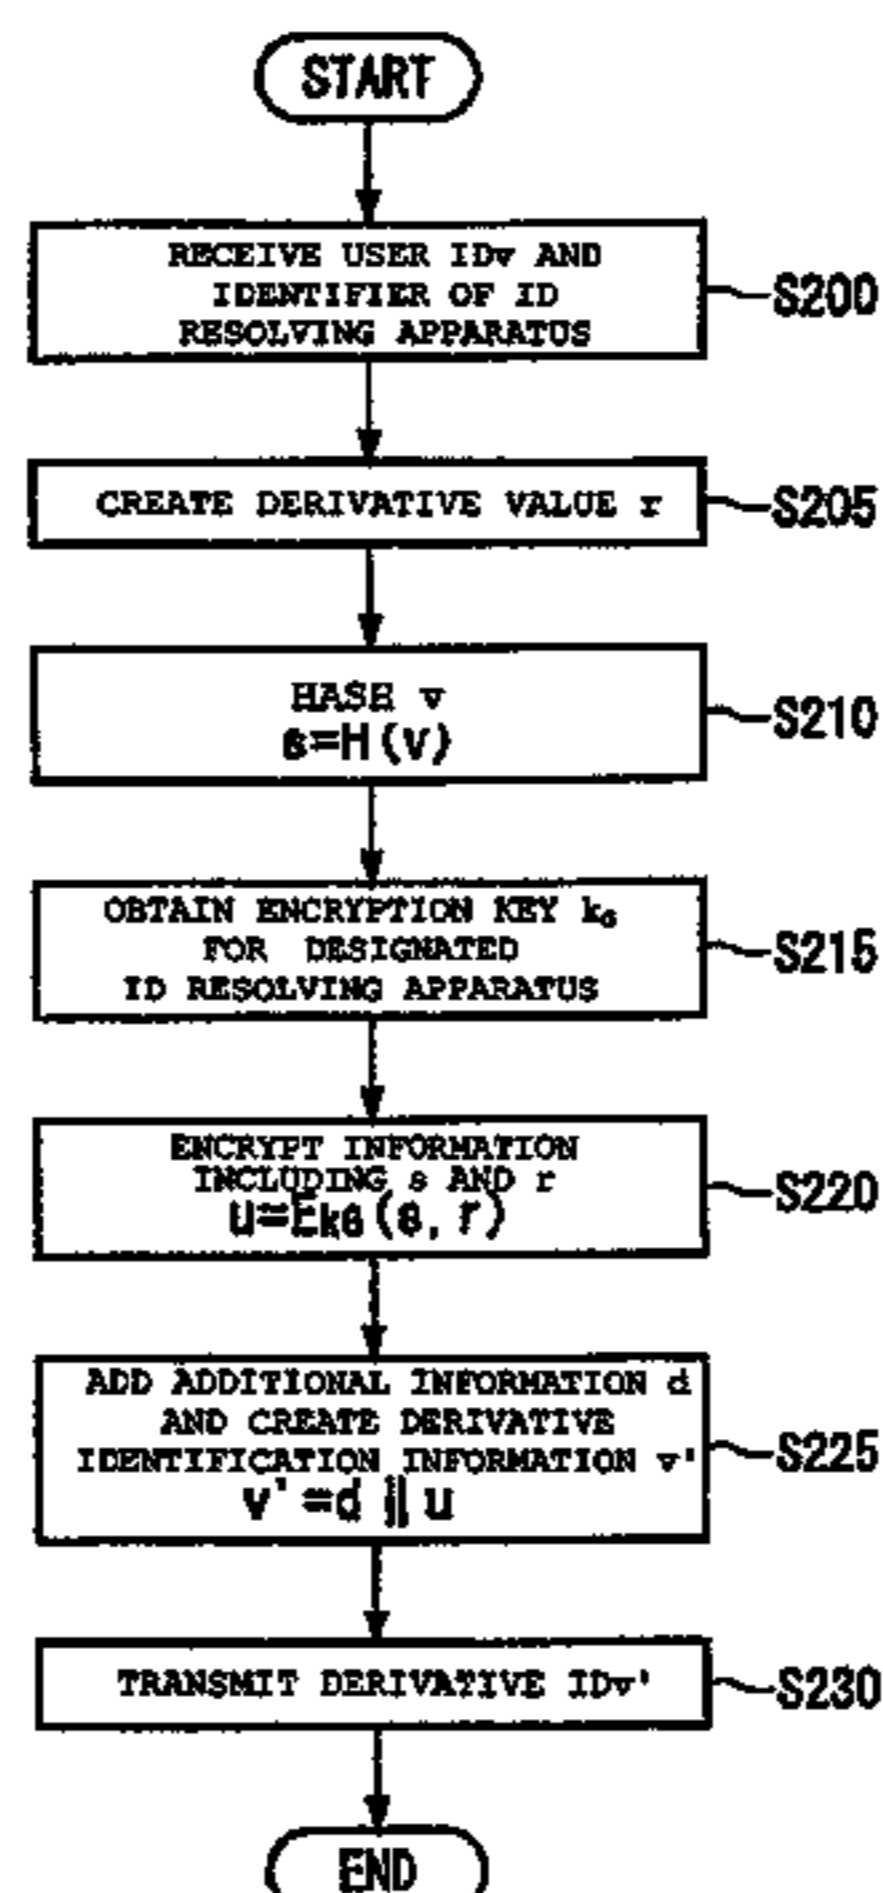 START
RECEIVE USER IDv AND
IDENTIFIER OF ID
RESOLVING APPARATUS
S200
CREATE DERIVATIVE VALUE r
S205
HASH v
s=H(v)
S210
OBTAIN ENCRYPTION KEY kG
FOR DESIGNATED
ID RESOLVING APPARATUS
S215
ENCRYPT INFORMATION
INCLUDING s AND r
u=EkG(s, r)
S220
ADD ADDITIONAL INFORMATION d
AND CREATE DERIVATIVE
IDENTIFICATION INFORMATION v'
v'=d || u
S225
TRANSMIT DERIVATIVE IDv'
S230
END